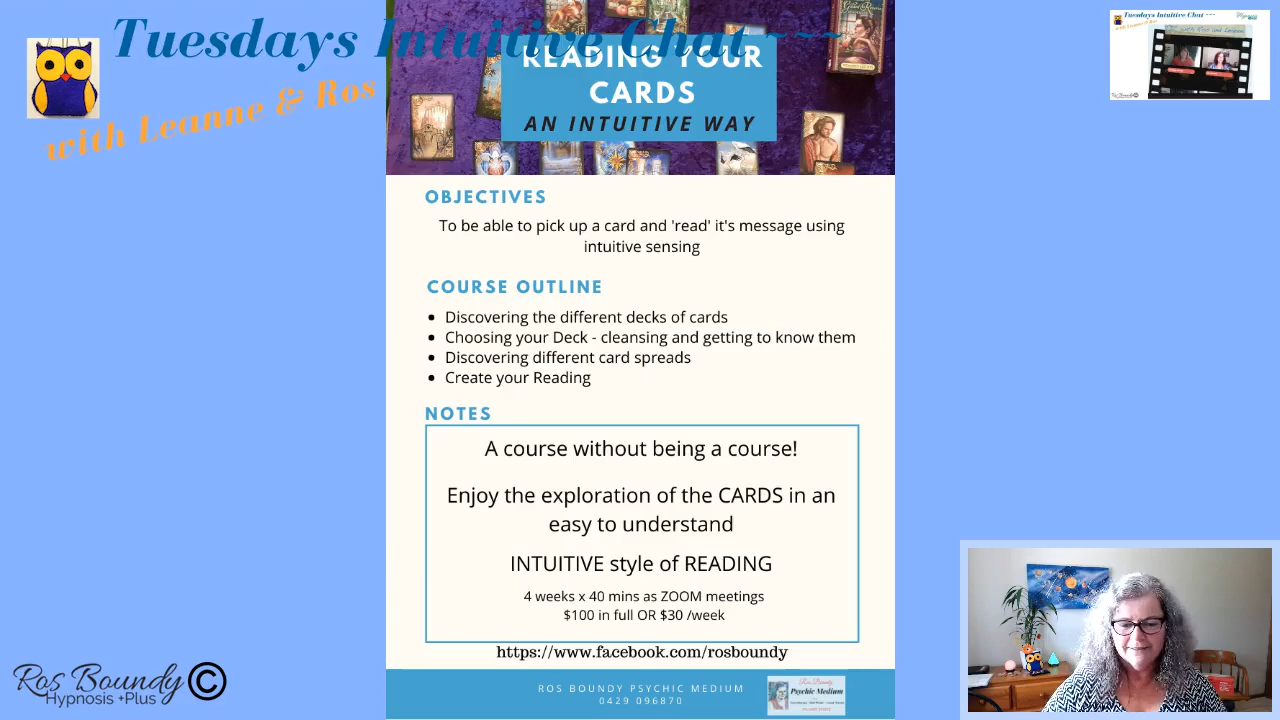 Tuesdays Intuitive Chat ~~~
with Leanne & Ros
READING YOUR
CARDS
AN INTUITIVE WAY
OBJECTIVES
To be able to pick up a card and 'read' it's message using
intuitive sensing
COURSE OUTLINE
Discovering the different decks of cards
Choosing your Deck - cleansing and getting to know them
Discovering different card spreads
Create your Reading
NOTES
A course without being a course!
Enjoy the exploration of the CARDS in an
easy to understand
INTUITIVE style of READING
4 weeks x 40 mins as ZOOM meetings
$100 in full OR $30 /week
https://www.facebook.com/rosboundy
ROS BOUNDY PSYCHIC MEDIUM
0429 096870
Ros Boundy
Psychic Medium
Ros Boundy ©
Hypnosis Plus
Tuesdays Intuitive Chat ~~~
with Leanne & Ros